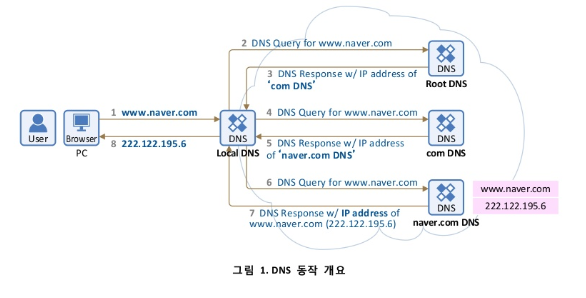 2 DNS Query for www.naver.com
3 DNS Response w/ IP address of
'com DNS'
DNS
Root DNS
1 www.naver.com
4 DNS Query for www.naver.com
User
Browser
PC
8 222.122.195.6
DNS
Local DNS
5 DNS Response w/ IP address
of 'naver.com DNS'
DNS
com DNS
6 DNS Query for www.naver.com
7 DNS Response w/ IP address of
www.naver.com (222.122.195.6)
DNS
naver.com DNS
www.naver.com
222.122.195.6
그림 1. DNS 동작 개요